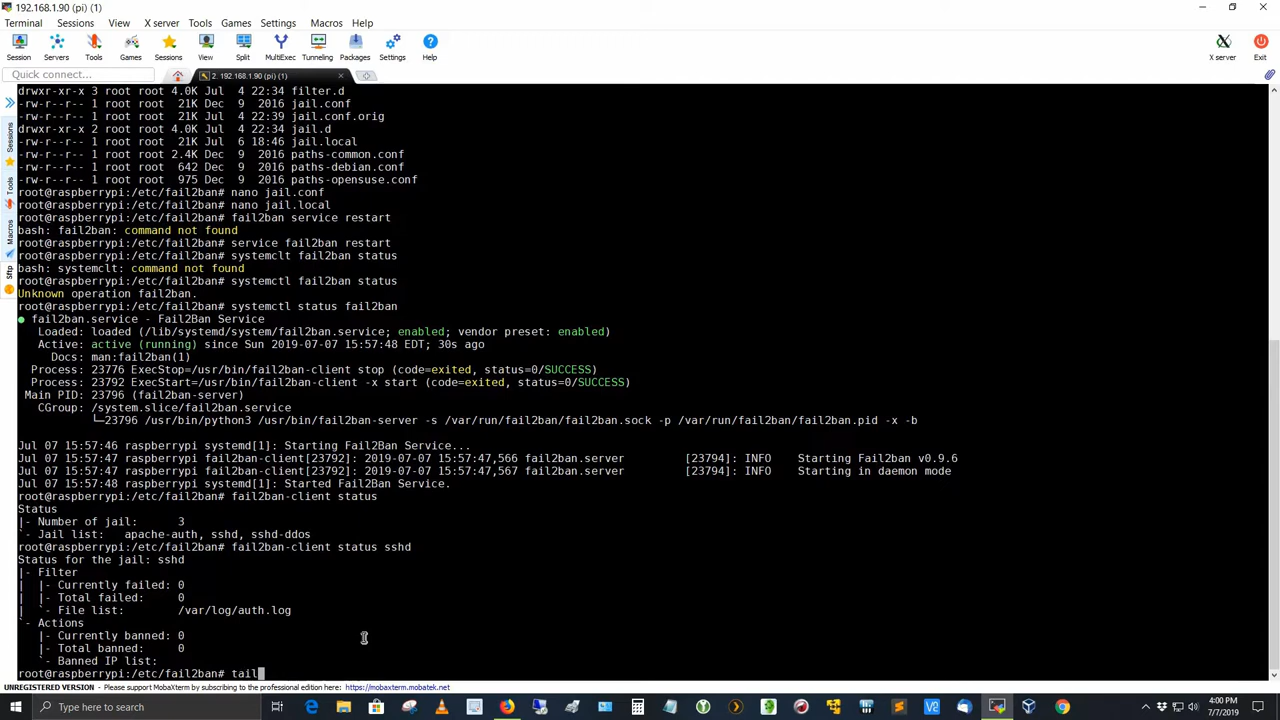 192.168.1.90 (pi) (1)
Terminal Sessions View X server Tools Games Settings Macros Help
Session Servers Tools Games Sessions View Split MultiExec Tunneling Packages Settings Help X server Exit
Quick connect... 2. 192.168.1.90 (pi) (1)
Sessions
Tools
Macros
Sftp
drwxr-xr-x 3 root root 4.0K Jul  4 22:34 filter.d
-rw-r--r-- 1 root root  21K Dec  9  2016 jail.conf
-rw-r--r-- 1 root root  21K Jul  4 22:39 jail.conf.orig
drwxr-xr-x 2 root root 4.0K Jul  4 22:34 jail.d
-rw-r--r-- 1 root root  21K Jul  6 18:46 jail.local
-rw-r--r-- 1 root root 2.4K Dec  9  2016 paths-common.conf
-rw-r--r-- 1 root root  642 Dec  9  2016 paths-debian.conf
-rw-r--r-- 1 root root  975 Dec  9  2016 paths-opensuse.conf
root@raspberrypi:/etc/fail2ban# nano jail.conf
root@raspberrypi:/etc/fail2ban# nano jail.local
root@raspberrypi:/etc/fail2ban# fail2ban service restart
bash: fail2ban: command not found
root@raspberrypi:/etc/fail2ban# service fail2ban restart
root@raspberrypi:/etc/fail2ban# systemclt fail2ban status
bash: systemclt: command not found
root@raspberrypi:/etc/fail2ban# systemctl fail2ban status
Unknown operation fail2ban.
root@raspberrypi:/etc/fail2ban# systemctl status fail2ban
● fail2ban.service - Fail2Ban Service
Loaded: loaded (/lib/systemd/system/fail2ban.service; enabled; vendor preset: enabled)
Active: active (running) since Sun 2019-07-07 15:57:48 EDT; 30s ago
Docs: man:fail2ban(1)
Process: 23776 ExecStop=/usr/bin/fail2ban-client stop (code=exited, status=0/SUCCESS)
Process: 23792 ExecStart=/usr/bin/fail2ban-client -x start (code=exited, status=0/SUCCESS)
Main PID: 23796 (fail2ban-server)
CGroup: /system.slice/fail2ban.service
└─23796 /usr/bin/python3 /usr/bin/fail2ban-server -s /var/run/fail2ban/fail2ban.sock -p /var/run/fail2ban/fail2ban.pid -x -b
Jul 07 15:57:46 raspberrypi systemd[1]: Starting Fail2Ban Service...
Jul 07 15:57:47 raspberrypi fail2ban-client[23792]: 2019-07-07 15:57:47,566 fail2ban.server [23794]: INFO Starting Fail2ban v0.9.6
Jul 07 15:57:47 raspberrypi fail2ban-client[23792]: 2019-07-07 15:57:47,566 fail2ban.server [23794]: INFO Starting in daemon mode
Jul 07 15:57:48 raspberrypi systemd[1]: Started Fail2Ban Service.
root@raspberrypi:/etc/fail2ban# fail2ban-client status
Status
|- Number of jail: 3
`- Jail list: apache-auth, sshd, sshd-ddos
root@raspberrypi:/etc/fail2ban# fail2ban-client status sshd
Status for the jail: sshd
|- Filter
|  |- Currently failed: 0
|  |- Total failed: 0
|  `- File list: /var/log/auth.log
`- Actions
|- Currently banned: 0
|- Total banned: 0
`- Banned IP list:
root@raspberrypi:/etc/fail2ban# tail
UNREGISTERED VERSION - Please support MobaXterm by subscribing to the professional edition here: https://mobaxterm.mobatek.net
Type here to search
4:00 PM
7/7/2019